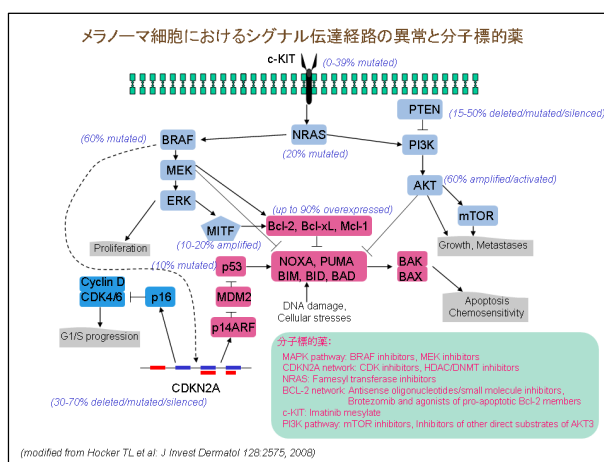 メラノーマ細胞におけるシグナル伝達経路の異常と分子標的薬
c-KIT
(0-39% mutated)
PTEN
(15-50% deleted/mutated/silenced)
(60% mutated)
BRAF
NRAS
(20% mutated)
PI3K
MEK
AKT
(60% amplified/activated)
ERK
(up to 90% overexpressed)
mTOR
MITF
Bcl-2, Bcl-xL, Mcl-1
Proliferation
(10-20% amplified)
Growth, Metastases
(10% mutated)
p53
NOXA, PUMA
BIM, BID, BAD
BAK
BAX
Cyclin D
CDK4/6
p16
MDM2
DNA damage,
Cellular stresses
Apoptosis
Chemosensitivity
G1/S progression
p14ARF
CDKN2A
(30-70% deleted/mutated/silenced)
分子標的薬:
MAPK pathway: BRAF inhibitors, MEK inhibitors
CDKN2A network: CDK inhibitors, HDAC/DNMT inhibitors
NRAS: Farnesyl transferase inhibitors
BCL-2 network: Antisense oligonucleotides/small molecule inhibitors,
Brotezomib and agonists of pro-apoptotic Bcl-2 members
c-KIT: Imatinib mesylate
PI3K pathway: mTOR inhibitors, Inhibitors of other direct substrates of AKT3
(modified from Hocker TL et al: J Invest Dermatol 128:2575, 2008)